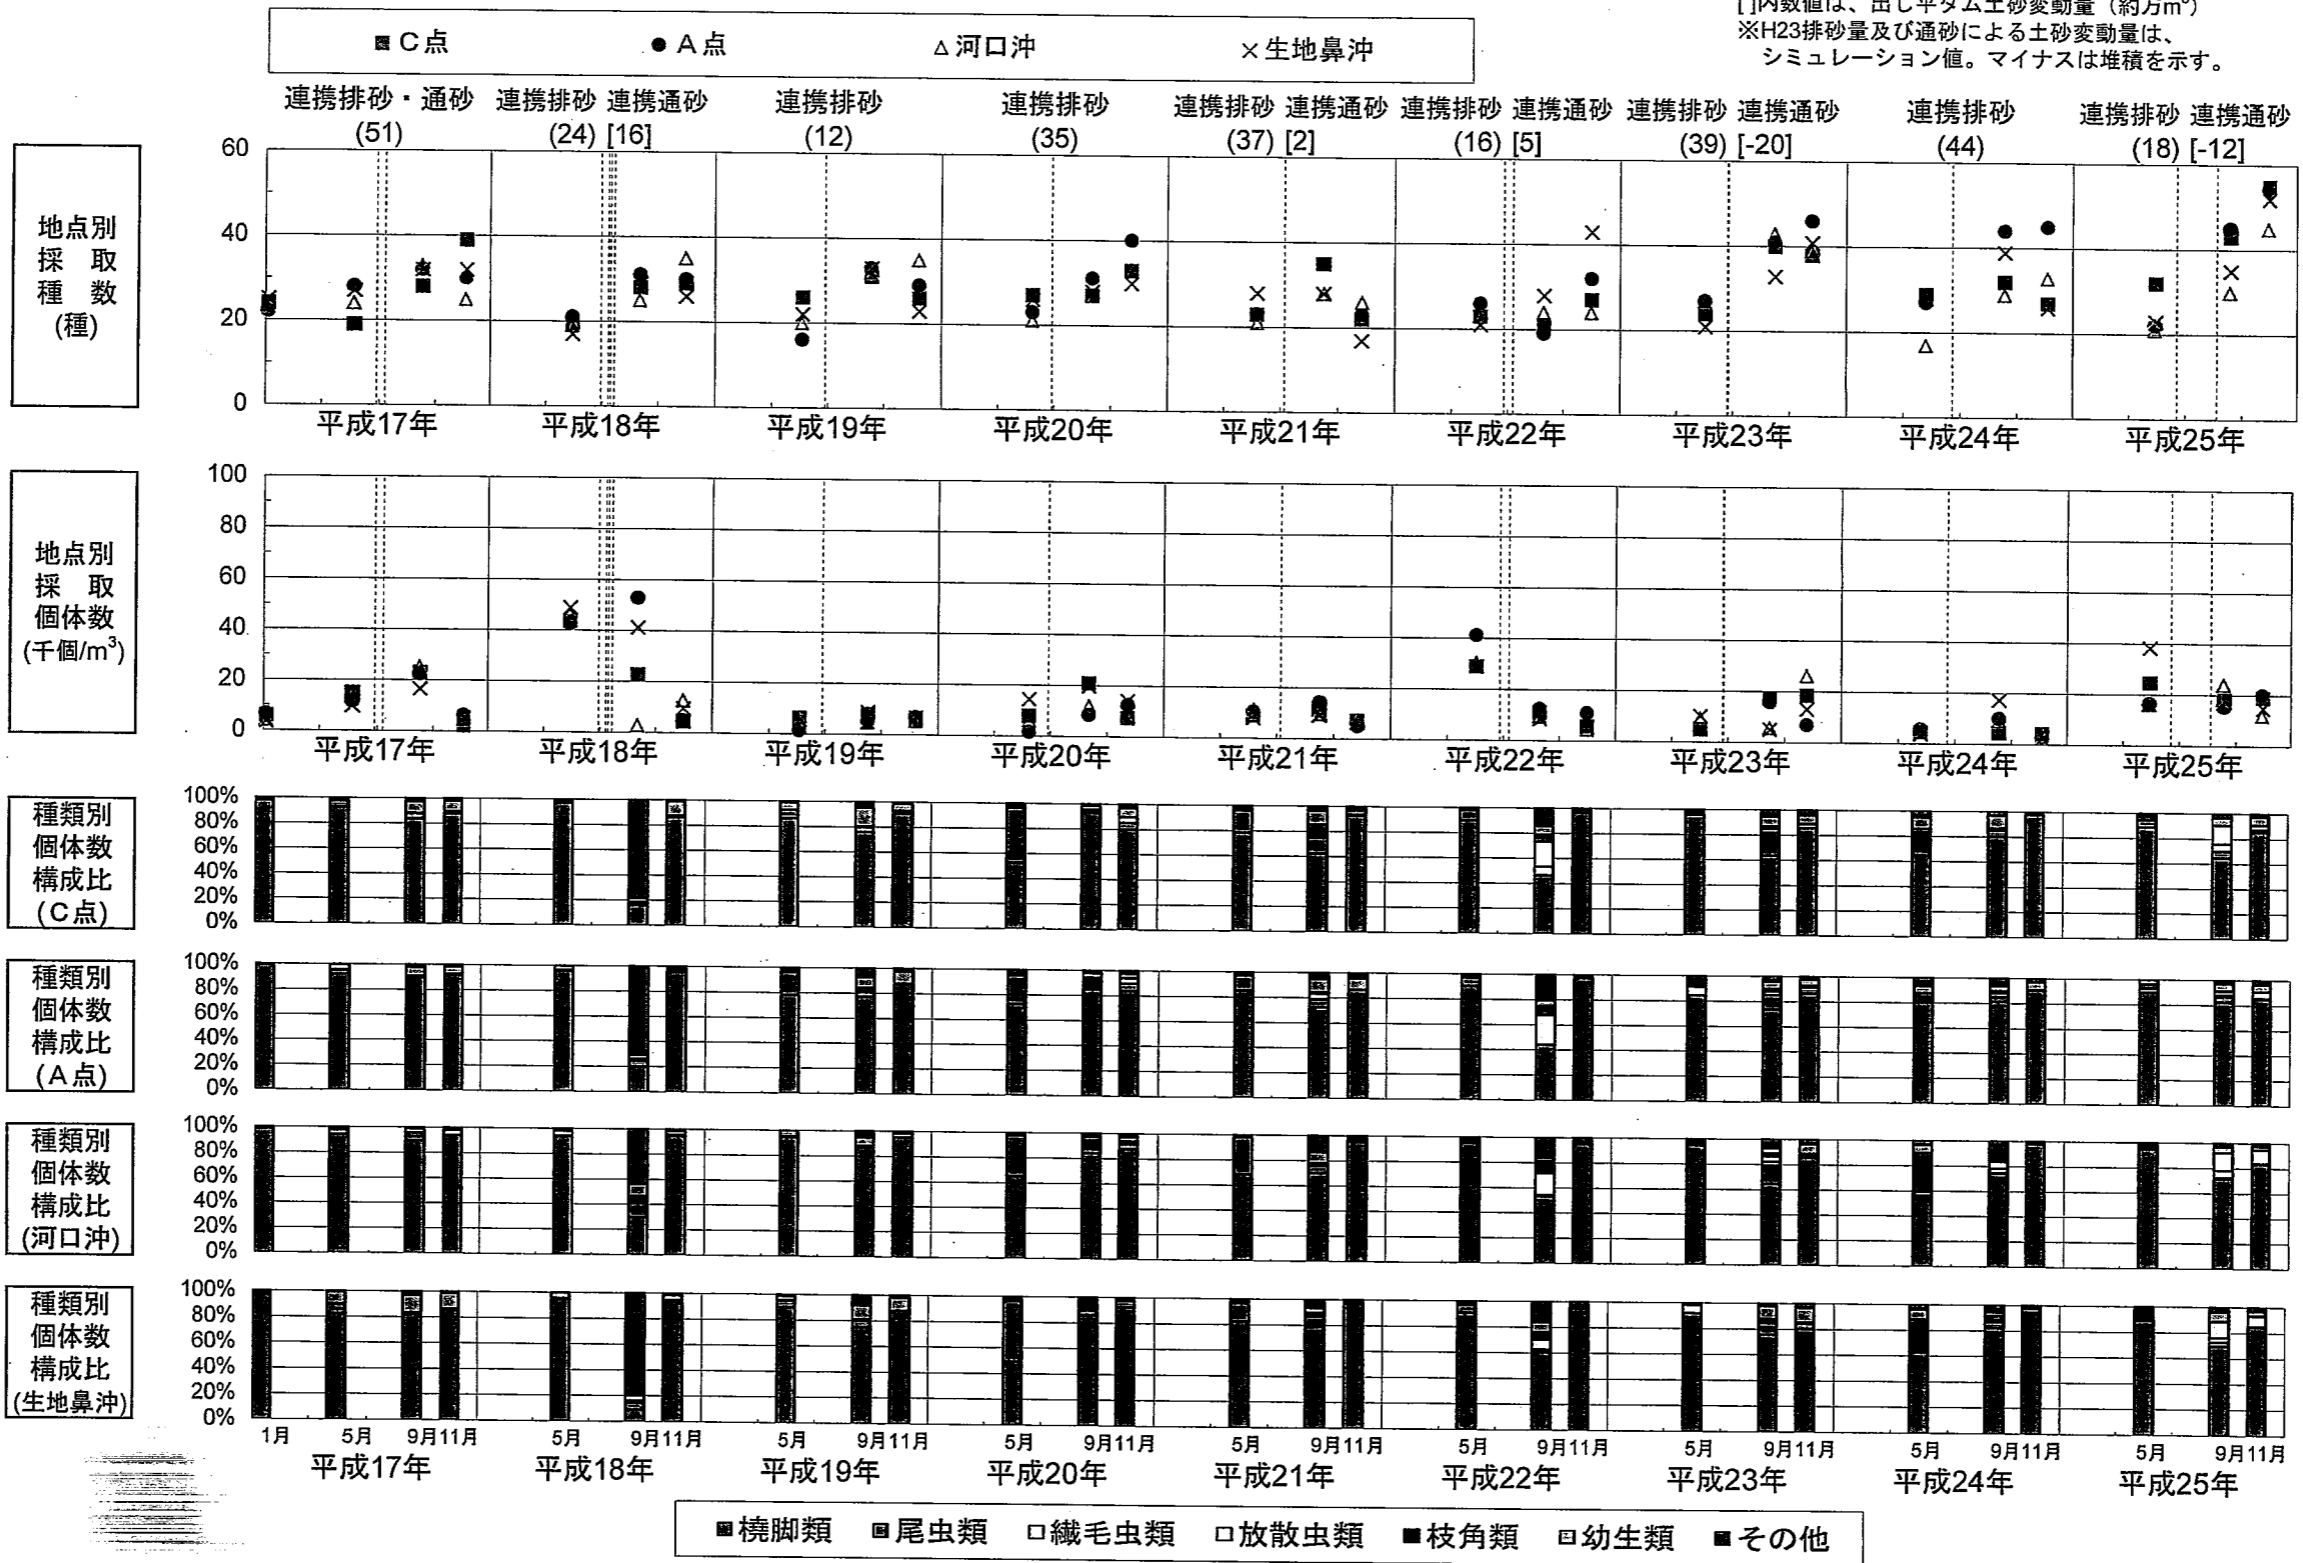 [ ]内数値は、出し平ダム土砂変動量（約万m³）
※H23排砂量及び通砂による土砂変動量は、
シミュレーション値。マイナスは堆積を示す。
■C点 ●A点 △河口沖 ×生地鼻沖
連携排砂・通砂 連携排砂 連携通砂 連携排砂 連携排砂 連携排砂 連携通砂 連携排砂 連携通砂 連携排砂 連携通砂 連携排砂 連携排砂 連携通砂
(51) (24) [16] (12) (35) (37) [2] (16) [5] (39) [-20] (44) (18) [-12]
地点別
採 取
種 数
(種)
60
40
20
0
平成17年 平成18年 平成19年 平成20年 平成21年 平成22年 平成23年 平成24年 平成25年
地点別
採 取
個体数
(千個/m³)
100
80
60
40
20
0
平成17年 平成18年 平成19年 平成20年 平成21年 平成22年 平成23年 平成24年 平成25年
種類別
個体数
構成比
(C点)
100%
80%
60%
40%
20%
0%
種類別
個体数
構成比
(A点)
100%
80%
60%
40%
20%
0%
種類別
個体数
構成比
(河口沖)
100%
80%
60%
40%
20%
0%
種類別
個体数
構成比
(生地鼻沖)
100%
80%
60%
40%
20%
0%
1月 5月 9月11月 5月 9月11月 5月 9月11月 5月 9月11月 5月 9月11月 5月 9月11月 5月 9月11月 5月 9月11月 5月 9月11月
平成17年 平成18年 平成19年 平成20年 平成21年 平成22年 平成23年 平成24年 平成25年
■橈脚類 ■尾虫類 □繊毛虫類 □放散虫類 ■枝角類 □幼生類 ■その他